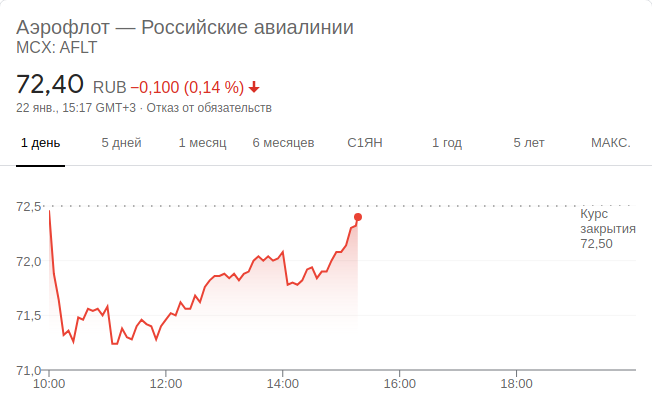 Аэрофлот — Российские авиалинии
MCX: AFLT
72,40 RUB −0,100 (0,14 %)
22 янв., 15:17 GMT+3 · Отказ от обязательств
1 день 5 дней 1 месяц 6 месяцев С1ЯН 1 год 5 лет МАКС.
72,5
Курс
закрытия
72,50
72,0
71,5
71,0
10:00 12:00 14:00 16:00 18:00